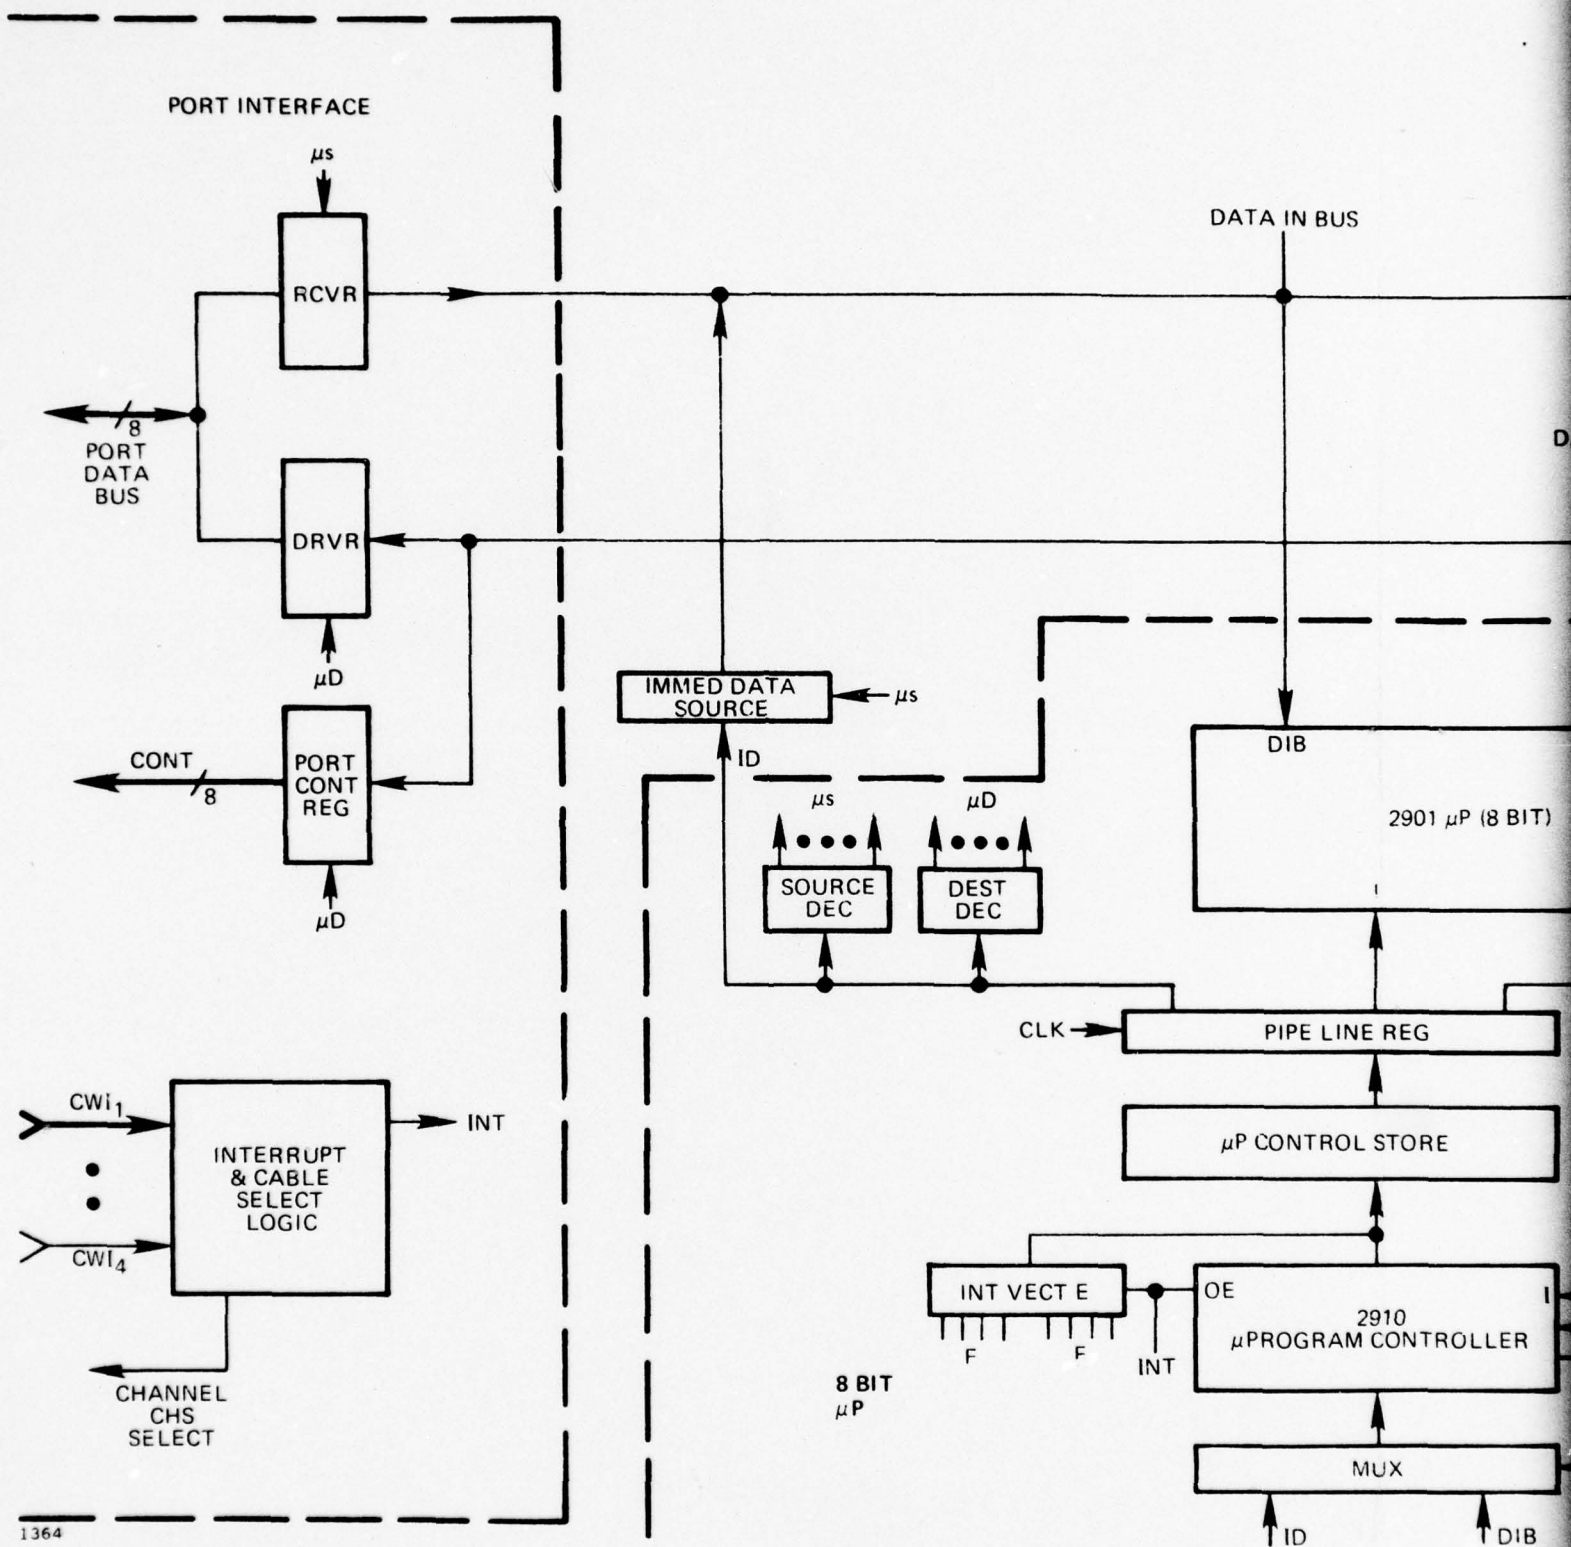 PORT INTERFACE
μs
RCVR
DATA IN BUS
8
PORT
DATA
BUS
D
DRVR
μD
IMMED DATA
SOURCE
μs
ID
CONT
8
PORT
CONT
REG
μD
μs
μD
SOURCE
DEC
DEST
DEC
DIB
2901 μP (8 BIT)
I
CLK
PIPE LINE REG
μP CONTROL STORE
CWI1
INTERRUPT
& CABLE
SELECT
LOGIC
INT
CWI4
CHANNEL
CHS
SELECT
INT VECT E
F
F
INT
OE
I
2910
μPROGRAM CONTROLLER
8 BIT
μP
MUX
ID
DIB
1364